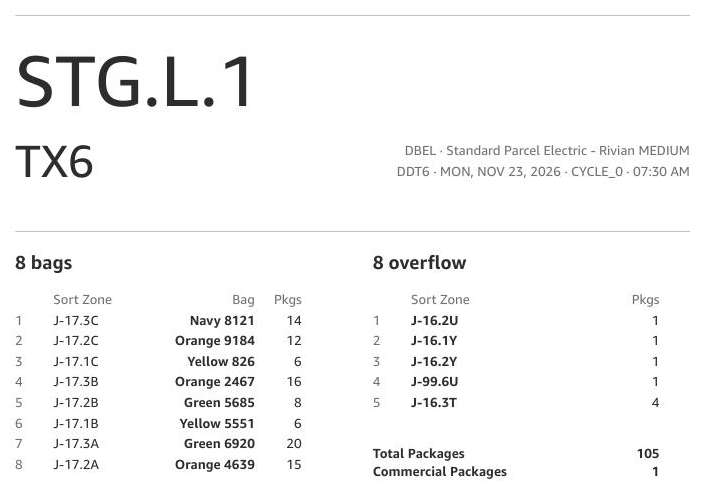 STG.L.1
TX6
DBEL · Standard Parcel Electric - Rivian MEDIUM
DDT6 · MON, NOV 23, 2026 · CYCLE_0 · 07:30 AM
8 bags
Sort Zone Bag Pkgs
1 J-17.3C Navy 8121 14
2 J-17.2C Orange 9184 12
3 J-17.1C Yellow 826 6
4 J-17.3B Orange 2467 16
5 J-17.2B Green 5685 8
6 J-17.1B Yellow 5551 6
7 J-17.3A Green 6920 20
8 J-17.2A Orange 4639 15
8 overflow
Sort Zone Pkgs
1 J-16.2U 1
2 J-16.1Y 1
3 J-16.2Y 1
4 J-99.6U 1
5 J-16.3T 4
Total Packages 105
Commercial Packages 1